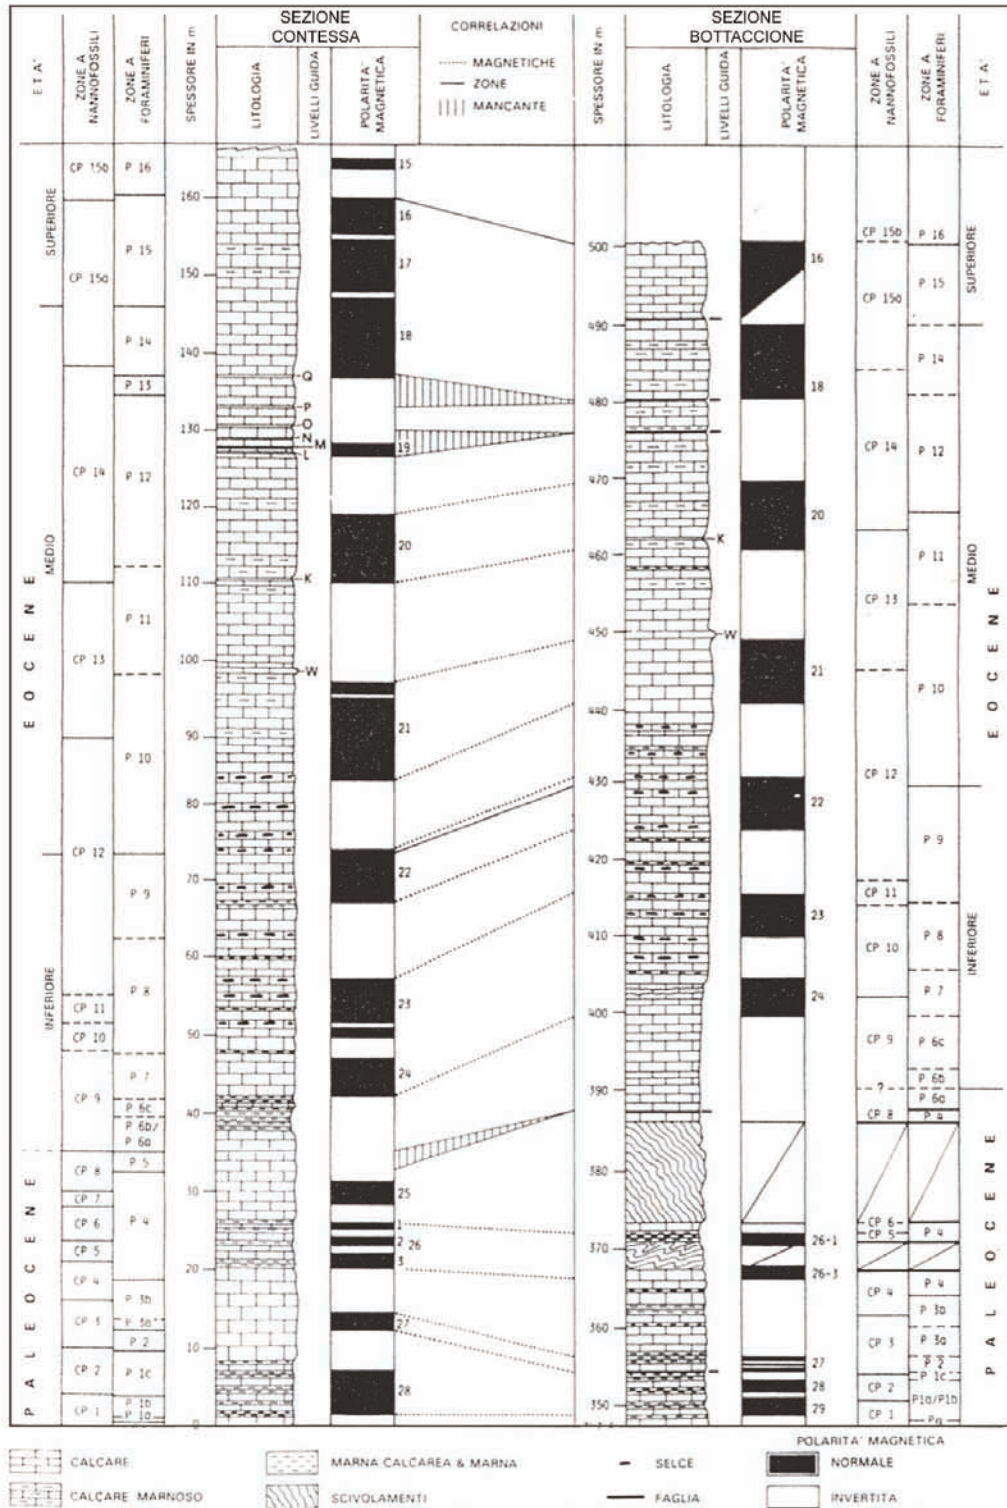 SEZIONE
CONTESSA
CORRELAZIONI
SEZIONE
BOTTACCIONE
ETA'
ZONE A
NANNOFOSSILI
ZONE A
FORAMINIFERI
SPESSORE IN m
LITOLOGIA
LIVELLI GUIDA
POLARITA'
MAGNETICA
MAGNETICHE
ZONE
MANCANTE
SPESSORE IN m
LITOLOGIA
LIVELLI GUIDA
POLARITA'
MAGNETICA
ZONE A
NANNOFOSSILI
ZONE A
FORAMINIFERI
ETA'
EOCENE
SUPERIORE
MEDIO
INFERIORE
PALEOCENE
CP 15b
CP 15a
CP 14
CP 13
CP 12
CP 11
CP 10
CP 9
CP 8
CP 7
CP 6
CP 5
CP 4
CP 3
CP 2
CP 1
P 16
P 15
P 14
P 13
P 12
P 11
P 10
P 9
P 8
P 7
P 6c
P 6b/
P 6a
P 5
P 4
P 3b
P 3a
P 2
P 1c
P 1b
P 1a
160
150
140
130
120
110
100
90
80
70
60
50
40
30
20
10
0
Q
P
O
N
M
L
K
W
15
16
17
18
19
20
21
22
23
24
25
1
2 26
3
27
28
500
490
480
470
460
450
440
430
420
410
400
390
380
370
360
350
K
W
16
18
20
21
22
23
24
26-1
26-3
27
28
29
CP 15b
CP 15a
CP 14
CP 13
CP 12
CP 11
CP 10
CP 9
?
CP 8
CP 6
CP 5
CP 4
CP 3
CP 2
CP 1
P 16
P 15
P 14
P 12
P 11
P 10
P 9
P 8
P 7
P 6c
P 6b
P 6a
P 4
P 4
P 4
P 3b
P 3a
P 2
P 1c
P1a/P1b
SUPERIORE
MEDIO
INFERIORE
EOCENE
PALEOCENE
CALCARE
CALCARE MARNOSO
MARNA CALCAREA & MARNA
SCIVOLAMENTI
SELCE
FAGLIA
POLARITA' MAGNETICA
NORMALE
INVERTITA